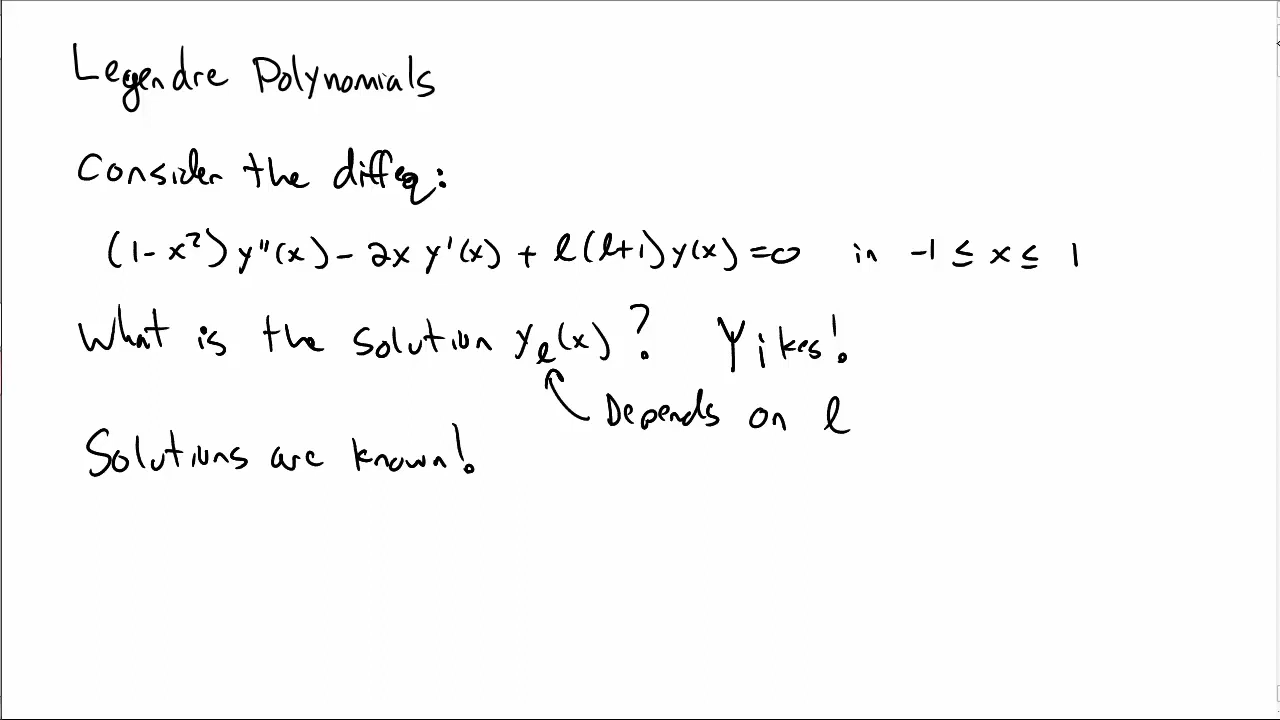 Legendre Polynomials
Consider the diffeq:
(1-x²) y''(x) - 2x y'(x) + ℓ(ℓ+1) y(x) = 0 in -1 ≤ x ≤ 1
What is the solution yℓ(x)? Yikes!
Depends on ℓ
Solutions are known!